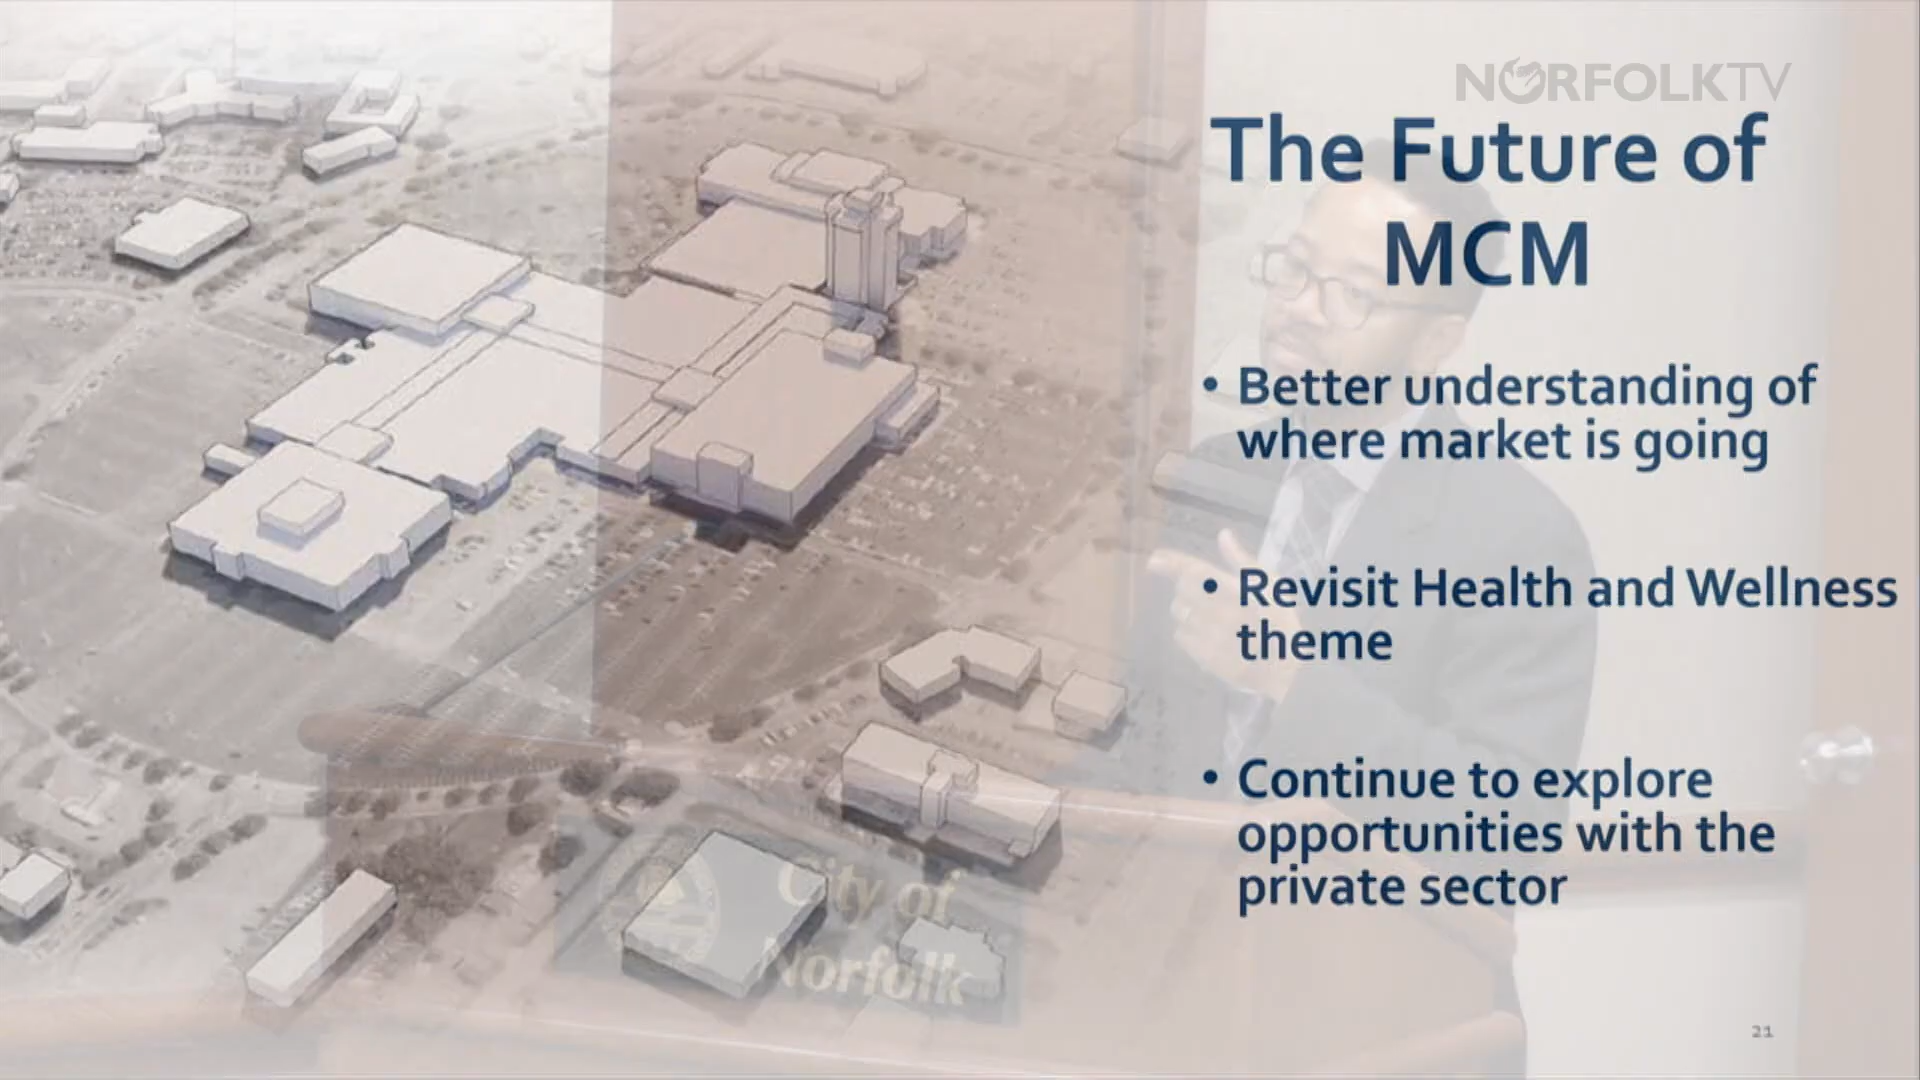 NORFOLKTV
The Future of
MCM
• Better understanding of
where market is going
• Revisit Health and Wellness
theme
• Continue to explore
opportunities with the
private sector
City of
Norfolk
21